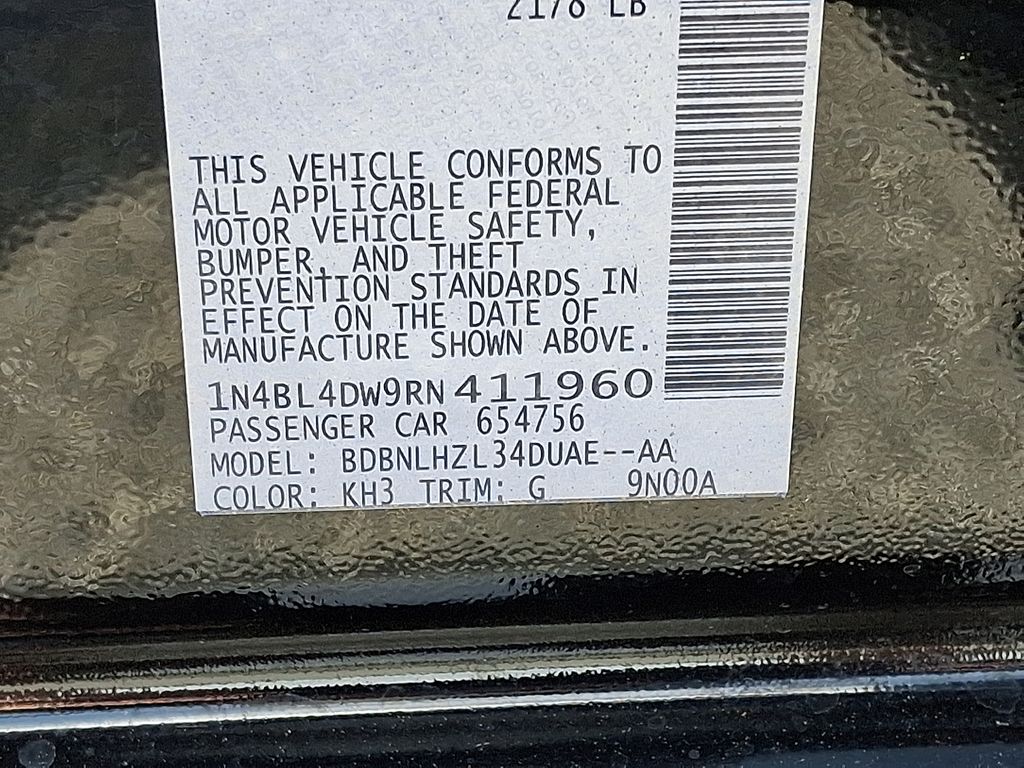 2178 LB
THIS VEHICLE CONFORMS TO
ALL APPLICABLE FEDERAL
MOTOR VEHICLE SAFETY,
BUMPER, AND THEFT
PREVENTION STANDARDS IN
EFFECT ON THE DATE OF
MANUFACTURE SHOWN ABOVE.
1N4BL4DW9RN411960
PASSENGER CAR 654756
MODEL: BDBNLHZL34DUAE--AA
COLOR: KH3 TRIM: G 9N00A